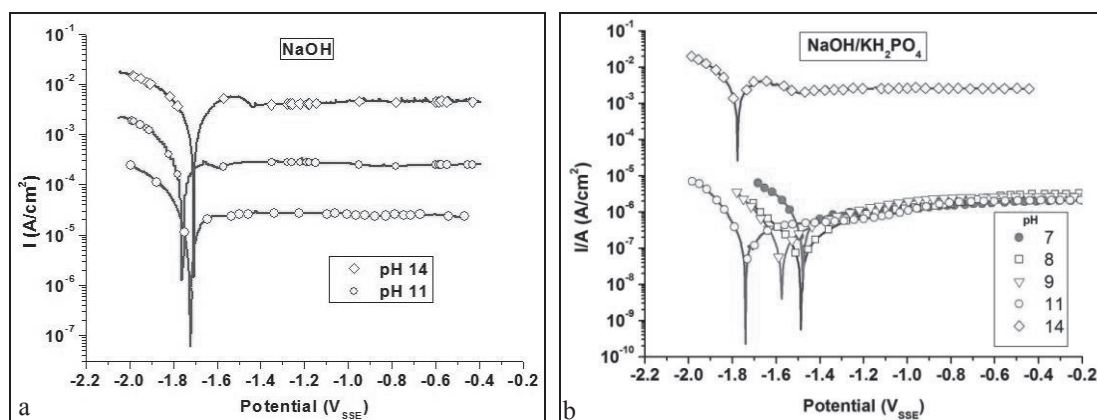 NaOH
10⁻¹
10⁻²
10⁻³
10⁻⁴
10⁻⁵
10⁻⁶
10⁻⁷
I (A/cm²)
pH 14
pH 11
-2.2 -2.0 -1.8 -1.6 -1.4 -1.2 -1.0 -0.8 -0.6 -0.4 -0.2
Potential (V_SSE)
a
NaOH/KH₂PO₄
10⁻¹
10⁻²
10⁻³
10⁻⁴
10⁻⁵
10⁻⁶
10⁻⁷
10⁻⁸
10⁻⁹
10⁻¹⁰
I/A (A/cm²)
pH
7
8
9
11
14
-2.2 -2.0 -1.8 -1.6 -1.4 -1.2 -1.0 -0.8 -0.6 -0.4 -0.2
Potential (V_SSE)
b